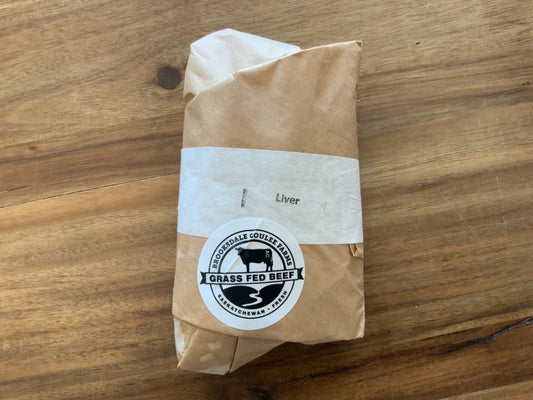 Liver
BROOKSDALE COULEE FARMS
GRASS FED BEEF
SASKATCHEWAN • FRESH